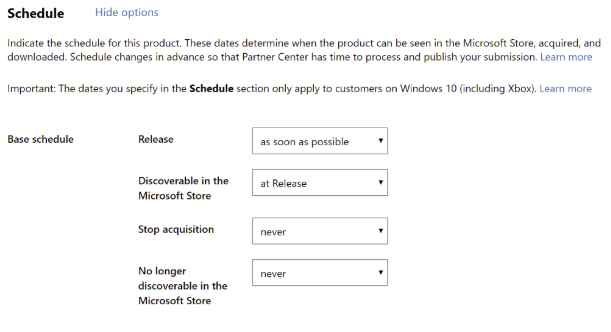 Schedule Hide options
Indicate the schedule for this product. These dates determine when the product can be seen in the Microsoft Store, acquired, and
downloaded. Schedule changes in advance so that Partner Center has time to process and publish your submission. Learn more
Important: The dates you specify in the Schedule section only apply to customers on Windows 10 (including Xbox). Learn more
Base schedule Release as soon as possible
Discoverable in the
Microsoft Store
at Release
Stop acquisition never
No longer
discoverable in the
Microsoft Store
never